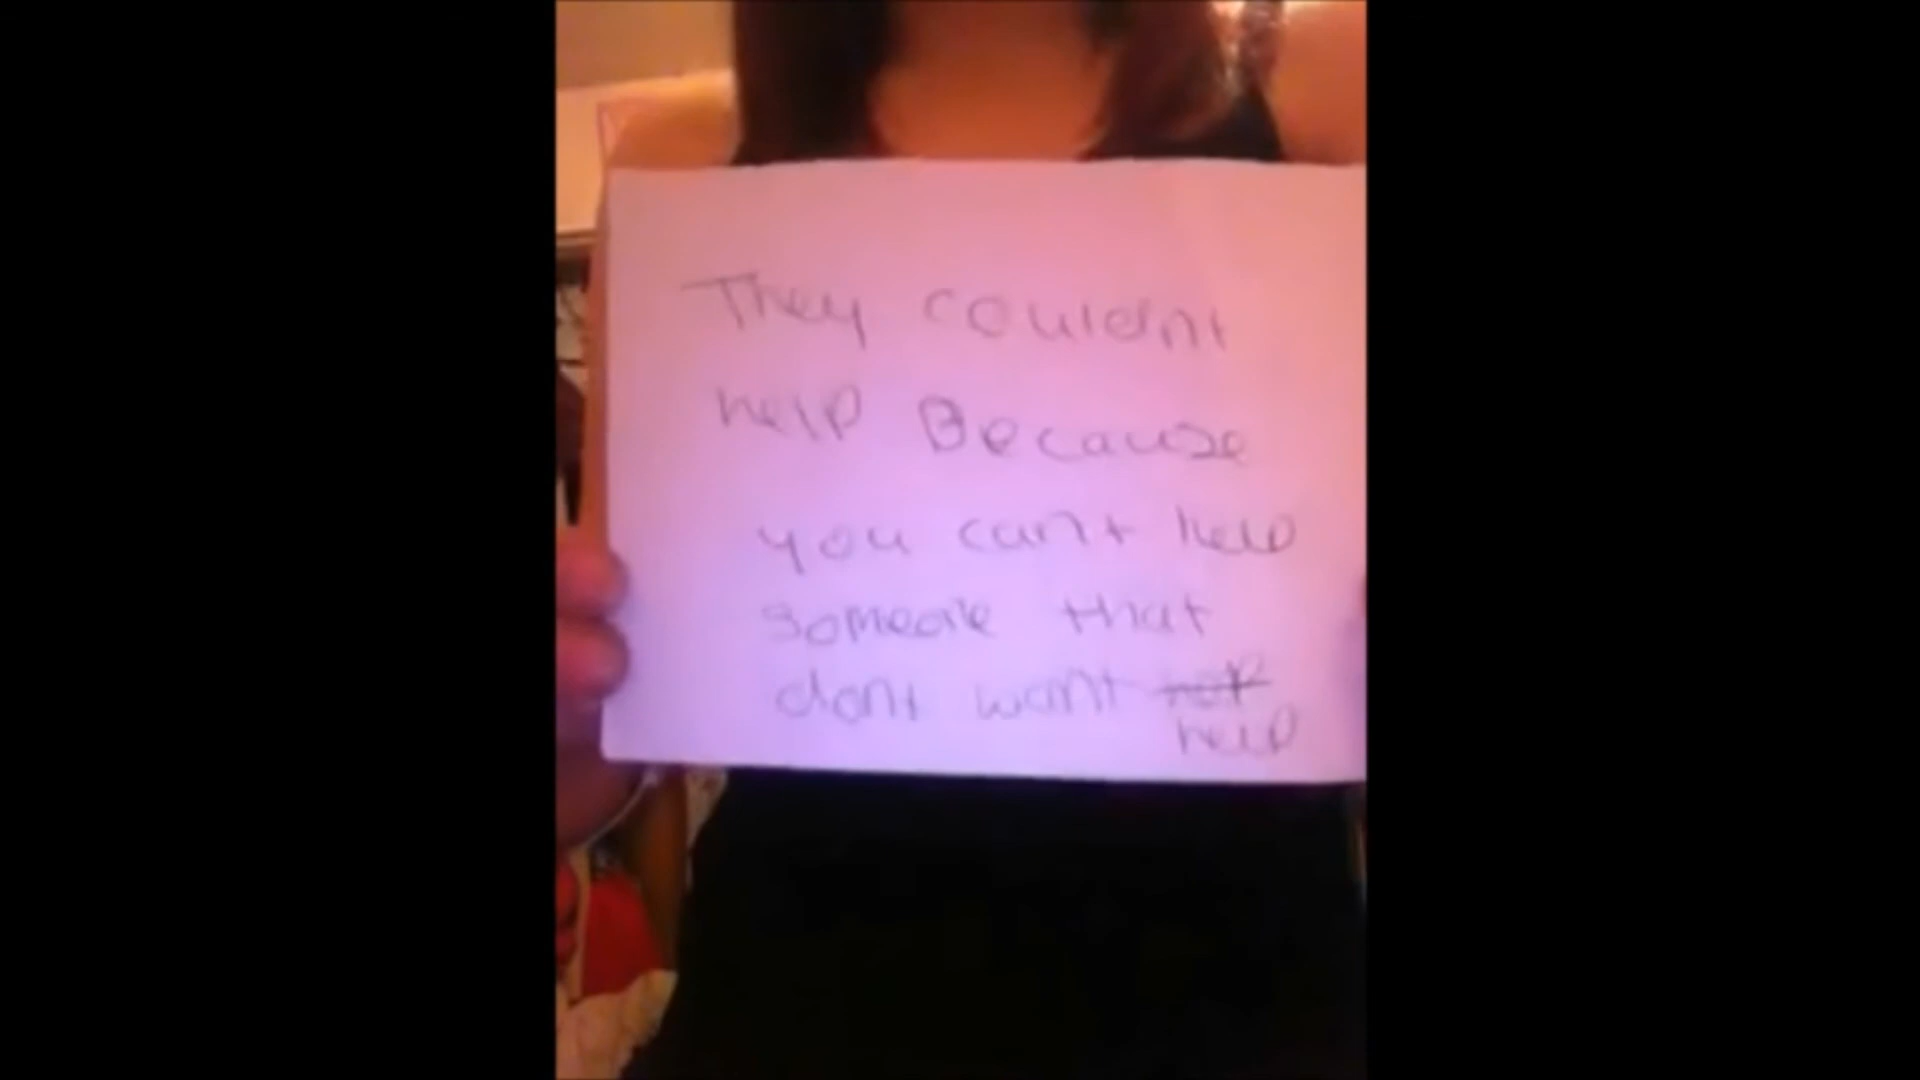 They couldnt
help Because
you cant help
someone that
dont want
help